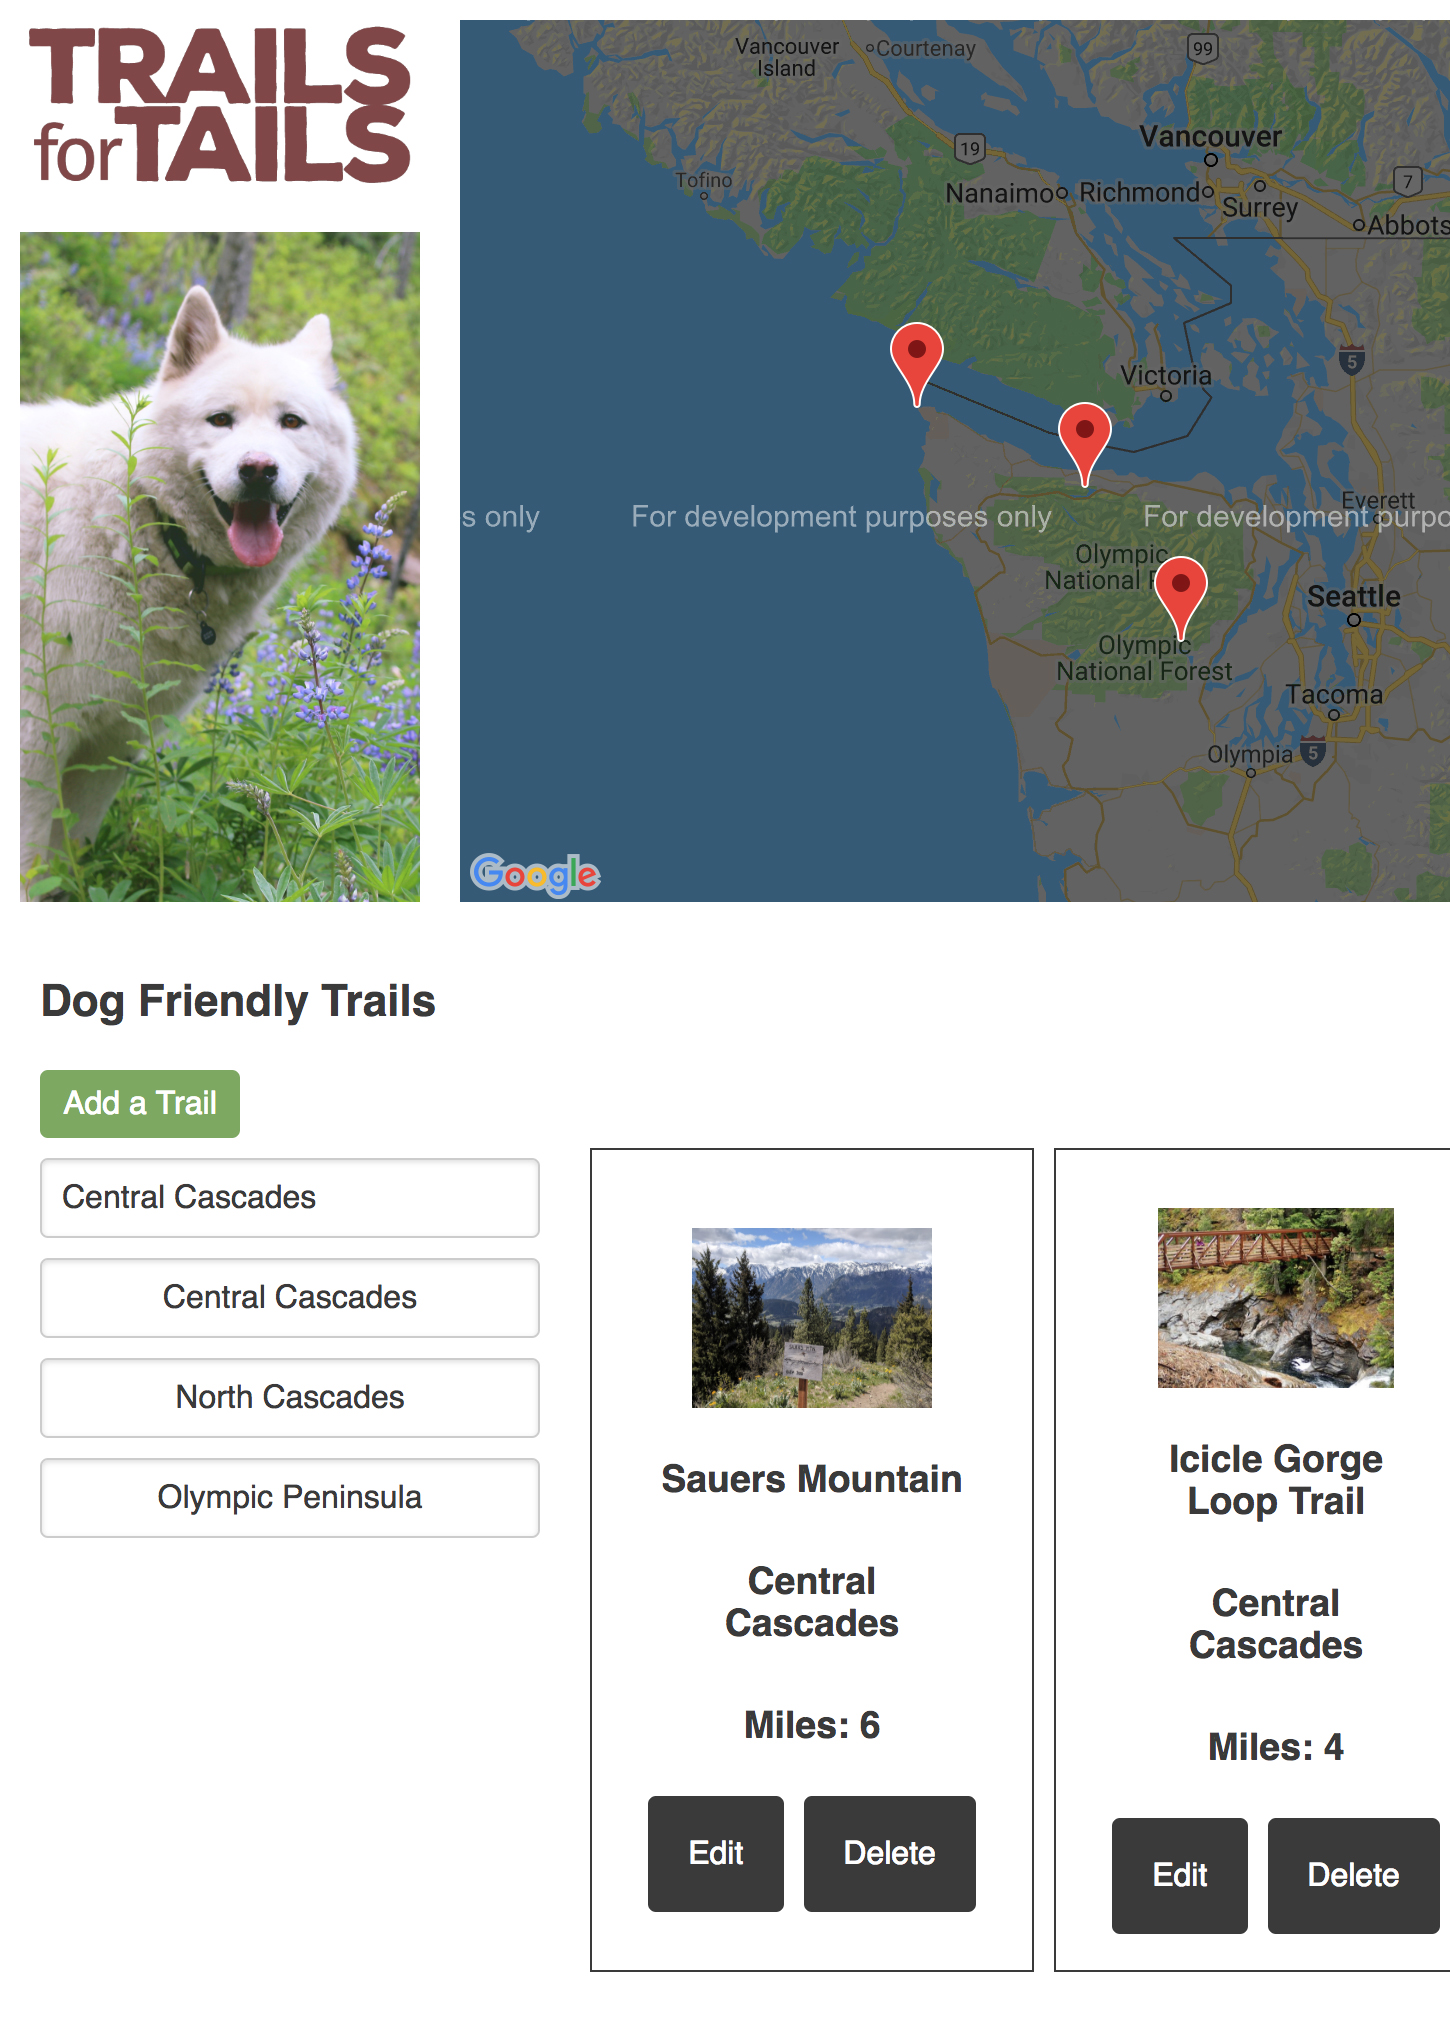 TRAILS
for TAILS
Vancouver
Island
Courtenay
99
Vancouver
19
Tofino
Nanaimo
Richmond
7
Surrey
Abbots
Victoria
5
Everett
s only
For development purposes only
For development purpo
Olympic
National
Seattle
Olympic
National Forest
Tacoma
Olympia
5
Google
Dog Friendly Trails
Add a Trail
Central Cascades
Central Cascades
North Cascades
Olympic Peninsula
Sauers Mountain
Central
Cascades
Miles: 6
Edit
Delete
Icicle Gorge
Loop Trail
Central
Cascades
Miles: 4
Edit
Delete